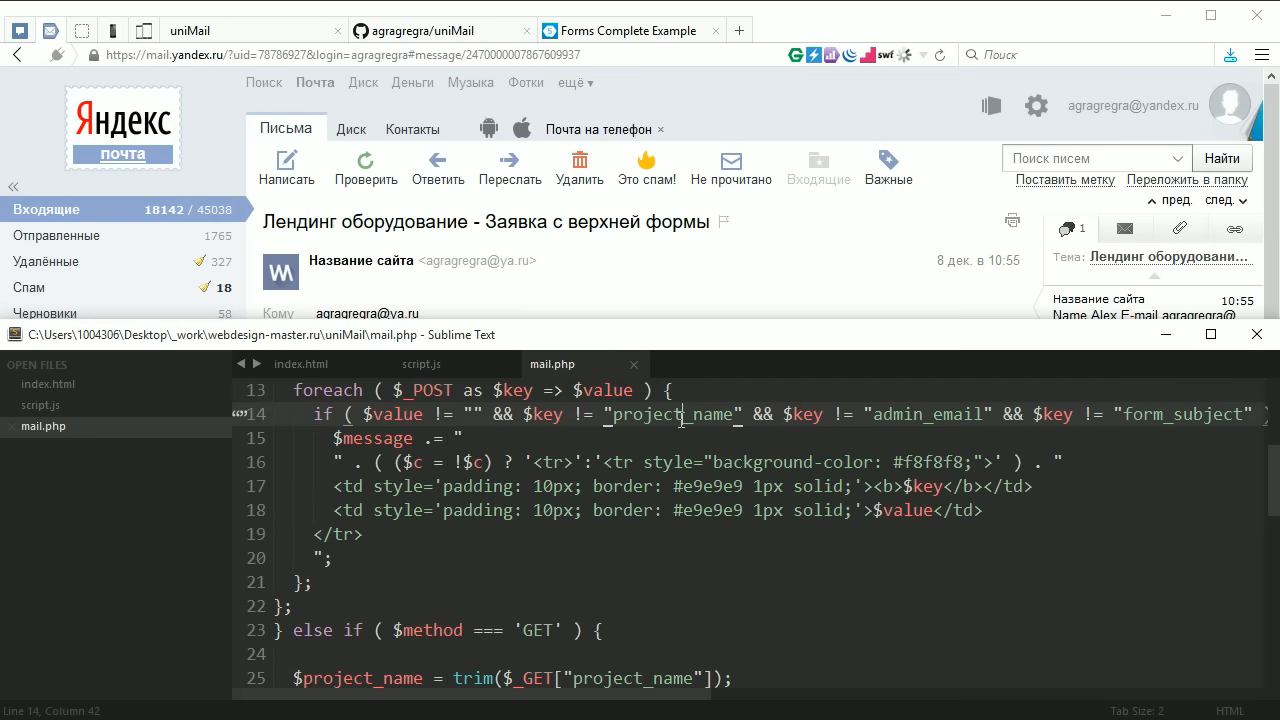 uniMail × agragregra/uniMail × Forms Complete Example × +
https://mail.yandex.ru/?uid=78786927&login=agragregra#message/2470000007867609937 swf Поиск
Поиск Почта Диск Деньги Музыка Фотки ещё ▾
Яндекс
почта
agragregra@yandex.ru
Письма Диск Контакты Почта на телефон ×
Написать Проверить Ответить Переслать Удалить Это спам! Не прочитано Входящие Важные
Поиск писем Найти
Поставить метку Переложить в папку
пред. след.
Входящие 18142 / 45038
Отправленные 1765
Удалённые 327
Спам 18
Черновики 58
Лендинг оборудование - Заявка с верхней формы
Название сайта <agragregra@ya.ru> 8 дек. в 10:55
Кому agragregra@ya.ru
1
Тема: Лендинг оборудовани...
Название сайта 10:55
Name Alex E-mail agragregra@
C:\Users\1004306\Desktop\_work\webdesign-master.ru\uniMail\mail.php - Sublime Text
OPEN FILES
index.html
script.js
mail.php
index.html script.js mail.php ×
13 foreach ( $_POST as $key => $value ) {
14 if ( $value != "" && $key != "project_name" && $key != "admin_email" && $key != "form_subject" )
15 $message .= "
16 " . ( ($c = !$c) ? '<tr>':'<tr style="background-color: #f8f8f8;">' ) . "
17 <td style='padding: 10px; border: #e9e9e9 1px solid;'><b>$key</b></td>
18 <td style='padding: 10px; border: #e9e9e9 1px solid;'>$value</td>
19 </tr>
20 ";
21 };
22 };
23 } else if ( $method === 'GET' ) {
24
25 $project_name = trim($_GET["project_name"]);
Line 14, Column 42 Tab Size: 2 HTML